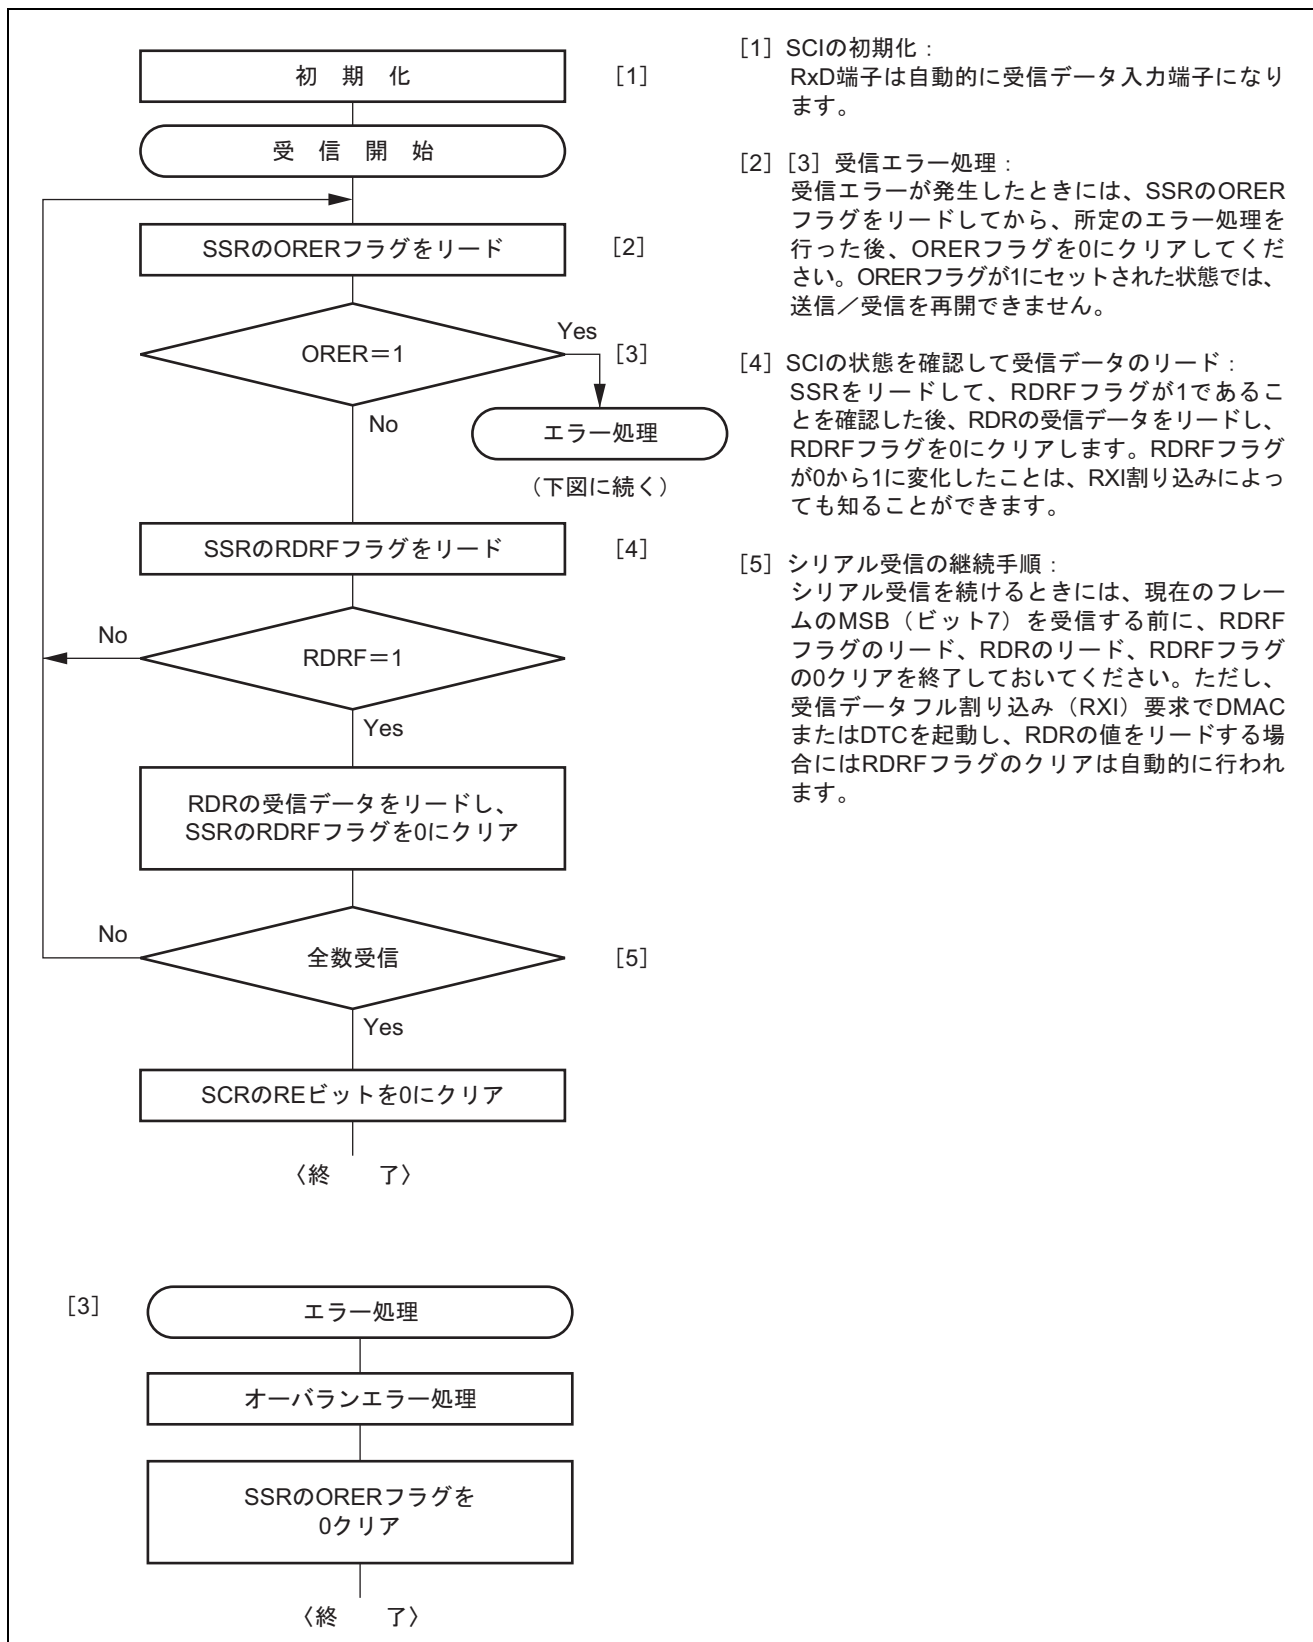 初 期 化 [1]
受 信 開 始
SSRのORERフラグをリード [2]
ORER＝1
Yes
[3]
No
エラー処理
（下図に続く）
SSRのRDRFフラグをリード [4]
No
RDRF＝1
Yes
RDRの受信データをリードし、
SSRのRDRFフラグを0にクリア
No
全数受信 [5]
Yes
SCRのREビットを0にクリア
〈終 了〉
[3]
エラー処理
オーバランエラー処理
SSRのORERフラグを
0クリア
〈終 了〉
[1] SCIの初期化：
RxD端子は自動的に受信データ入力端子になり
ます。
[2] [3] 受信エラー処理：
受信エラーが発生したときには、SSRのORER
フラグをリードしてから、所定のエラー処理を
行った後、ORERフラグを0にクリアしてくだ
さい。ORERフラグが1にセットされた状態では、
送信／受信を再開できません。
[4] SCIの状態を確認して受信データのリード：
SSRをリードして、RDRFフラグが1であるこ
とを確認した後、RDRの受信データをリードし、
RDRFフラグを0にクリアします。RDRFフラグ
が0から1に変化したことは、RXI割り込みによっ
ても知ることができます。
[5] シリアル受信の継続手順：
シリアル受信を続けるときには、現在のフレー
ムのMSB（ビット7）を受信する前に、RDRF
フラグのリード、RDRのリード、RDRFフラグ
の0クリアを終了しておいてください。ただし、
受信データフル割り込み（RXI）要求でDMAC
またはDTCを起動し、RDRの値をリードする場
合にはRDRFフラグのクリアは自動的に行われ
ます。